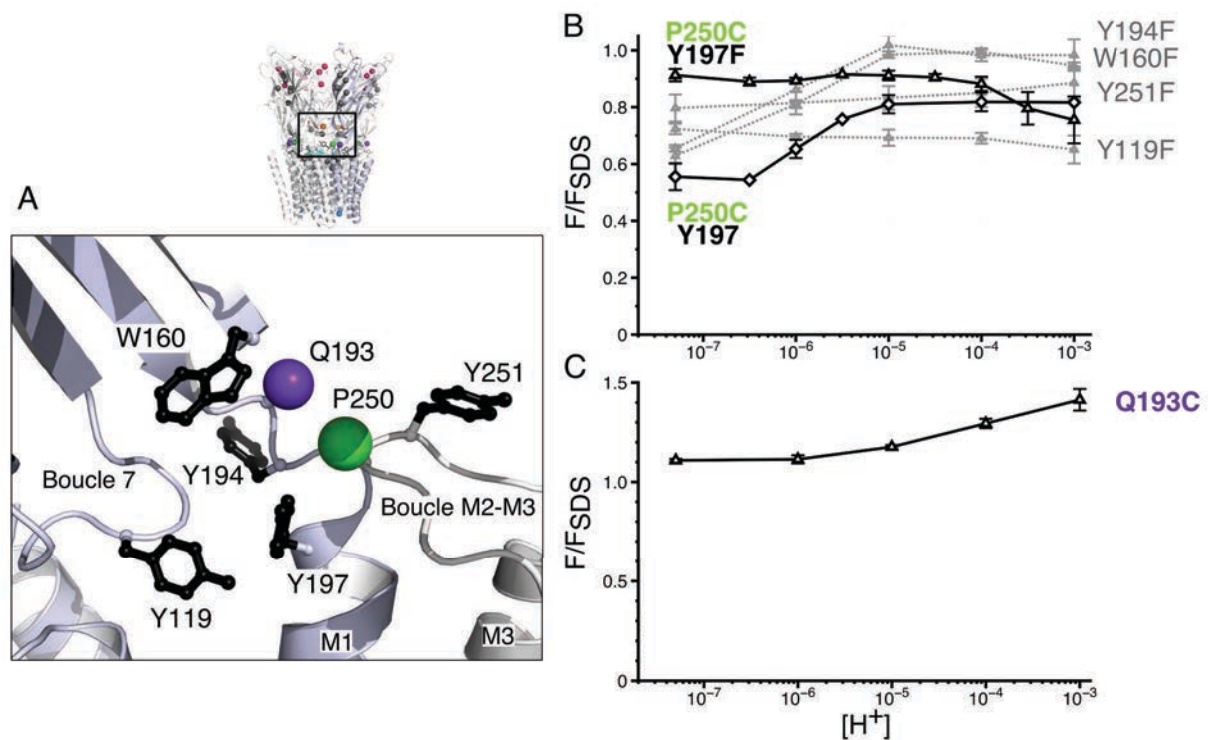 A
W160
Q193
Y251
P250
Y194
Boucle 7
Boucle M2-M3
Y197
Y119
M1
M3
B
P250C
Y197F
Y194F
W160F
Y251F
Y119F
P250C
Y197
F/FSDS
1.0
0.8
0.6
0.4
0.2
0
10⁻⁷
10⁻⁶
10⁻⁵
10⁻⁴
10⁻³
C
Q193C
F/FSDS
1.5
1.0
0.5
0
10⁻⁷
10⁻⁶
10⁻⁵
10⁻⁴
10⁻³
[H⁺]